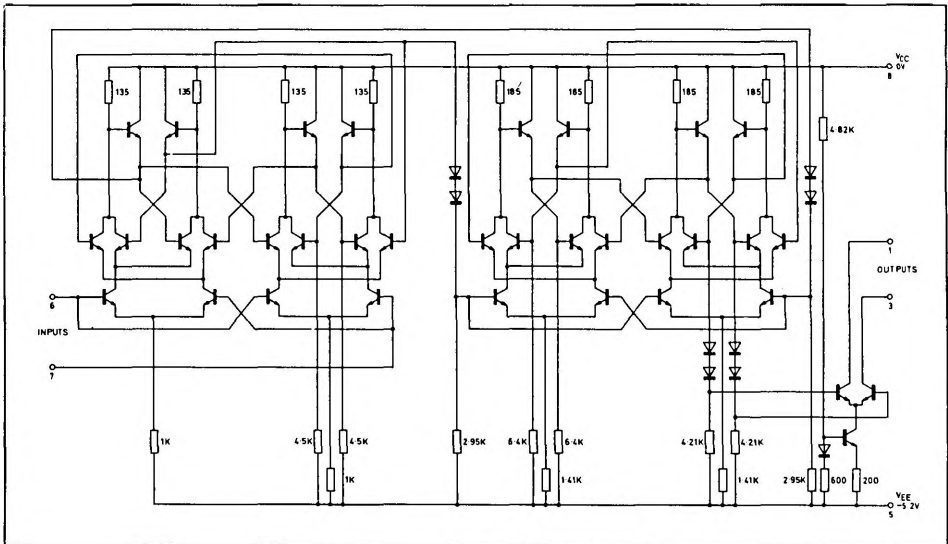 VCC
0V
8
135
135
135
135
185
185
185
185
4·82K
1
OUTPUTS
3
6
INPUTS
7
1K
4·5K
4·5K
1K
2·95K
6·4K
6·4K
1·41K
4·21K
4·21K
1·41K
2·95K
600
200
VEE
-5 2V
5